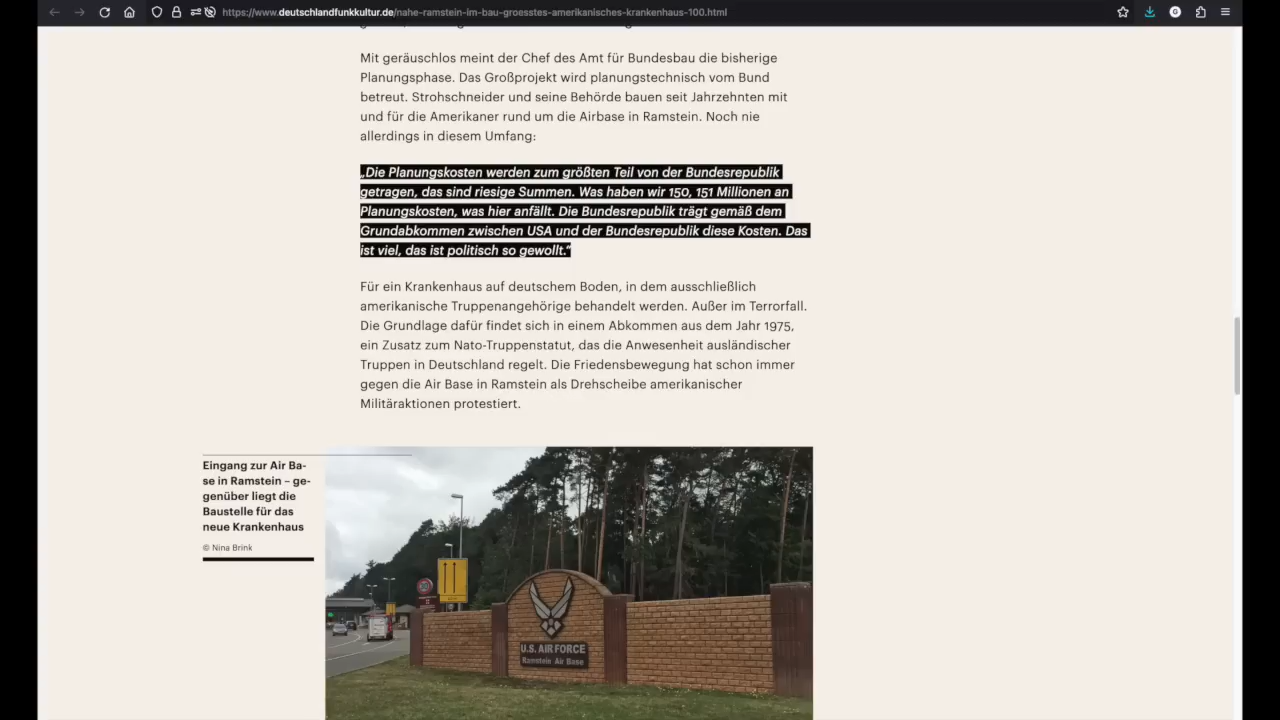 https://www.deutschlandfunkkultur.de/nahe-ramstein-im-bau-groesstes-amerikanisches-krankenhaus-100.html
Mit geräuschlos meint der Chef des Amt für Bundesbau die bisherige
Planungsphase. Das Großprojekt wird planungstechnisch vom Bund
betreut. Strohschneider und seine Behörde bauen seit Jahrzehnten mit
und für die Amerikaner rund um die Airbase in Ramstein. Noch nie
allerdings in diesem Umfang:
„Die Planungskosten werden zum größten Teil von der Bundesrepublik
getragen, das sind riesige Summen. Was haben wir 150, 151 Millionen an
Planungskosten, was hier anfällt. Die Bundesrepublik trägt gemäß dem
Grundabkommen zwischen USA und der Bundesrepublik diese Kosten. Das
ist viel, das ist politisch so gewollt.“
Für ein Krankenhaus auf deutschem Boden, in dem ausschließlich
amerikanische Truppenangehörige behandelt werden. Außer im Terrorfall.
Die Grundlage dafür findet sich in einem Abkommen aus dem Jahr 1975,
ein Zusatz zum Nato-Truppenstatut, das die Anwesenheit ausländischer
Truppen in Deutschland regelt. Die Friedensbewegung hat schon immer
gegen die Air Base in Ramstein als Drehscheibe amerikanischer
Militäraktionen protestiert.
Eingang zur Air Ba-
se in Ramstein – ge-
genüber liegt die
Baustelle für das
neue Krankenhaus
© Nina Brink
U.S. AIR FORCE
Ramstein Air Base